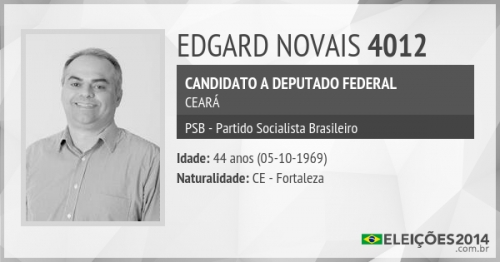 EDGARD NOVAIS 4012
CANDIDATO A DEPUTADO FEDERAL
CEARÁ
PSB - Partido Socialista Brasileiro
Idade: 44 anos (05-10-1969)
Naturalidade: CE - Fortaleza
ELEIÇÕES2014
.com.br